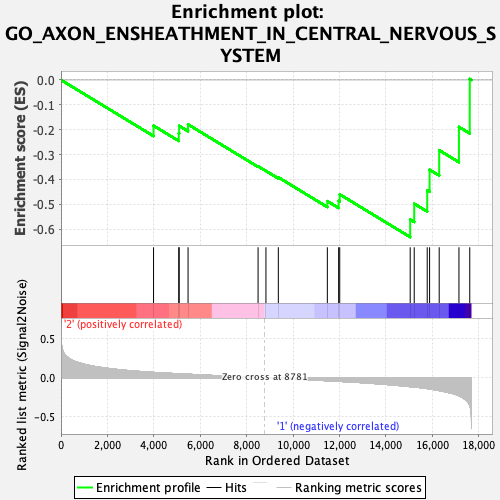 Enrichment plot:
GO_AXON_ENSHEATHMENT_IN_CENTRAL_NERVOUS_S
YSTEM
Enrichment score (ES)
0.0
-0.1
-0.2
-0.3
-0.4
-0.5
-0.6
'2' (positively correlated)
Ranked list metric (Signal2Noise)
0.5
0.0
-0.5
Zero cross at 8781
'1' (negatively correlated)
0
2,000
4,000
6,000
8,000
10,000
12,000
14,000
16,000
18,000
Rank in Ordered Dataset
Enrichment profile
Hits
Ranking metric scores